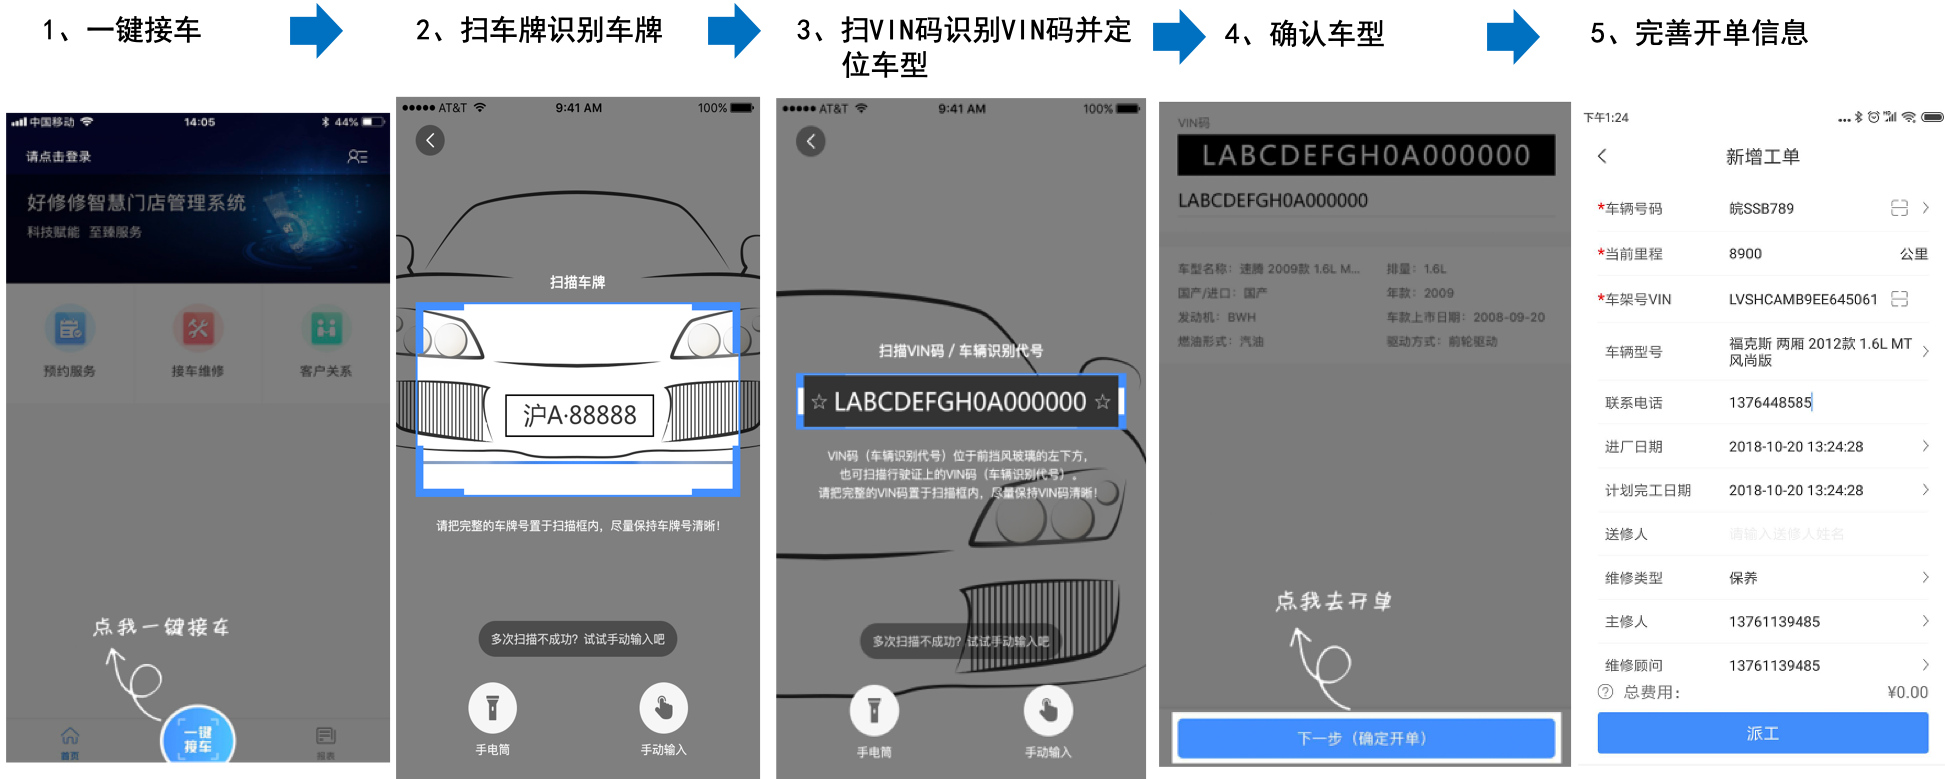 1、一键接车
2、扫车牌识别车牌
3、扫VIN码识别VIN码并定
位车型
4、确认车型
5、完善开单信息
中国移动
14:05
44%
请点击登录
好修修智慧门店管理系统
科技赋能 至臻服务
预约服务
接车维修
客户关系
点我一键接车
首页
一键
接车
报表
AT&T
9:41 AM
100%
扫描车牌
沪A·88888
请把完整的车牌号置于扫描框内，尽量保持车牌号清晰！
多次扫描不成功？试试手动输入吧
手电筒
手动输入
AT&T
9:41 AM
100%
扫描VIN码 / 车辆识别代号
☆ LABCDEFGH0A000000 ☆
VIN码（车辆识别代号）位于前挡风玻璃的左下方，
也可扫描行驶证上的VIN码（车辆识别代号）。
请把完整的VIN码置于扫描框内，尽量保持VIN码清晰！
多次扫描不成功？试试手动输入吧
手电筒
手动输入
VIN码
LABCDEFGH0A000000
LABCDEFGH0A000000
车型名称：速腾 2009款 1.6L M...
排量：1.6L
国产/进口：国产
年款：2009
发动机：BWH
车款上市日期：2008-09-20
燃油形式：汽油
驱动方式：前轮驱动
点我去开单
下一步（确定开单）
下午1:24
新增工单
*车辆号码 皖SSB789
*当前里程 8900 公里
*车架号VIN LVSHCAMB9EE645061
车辆型号 福克斯 两厢 2012款 1.6L MT
风尚版
联系电话 1376448585
进厂日期 2018-10-20 13:24:28
计划完工日期 2018-10-20 13:24:28
送修人 请输入送修人姓名
维修类型 保养
主修人 13761139485
维修顾问 13761139485
总费用： ¥0.00
派工